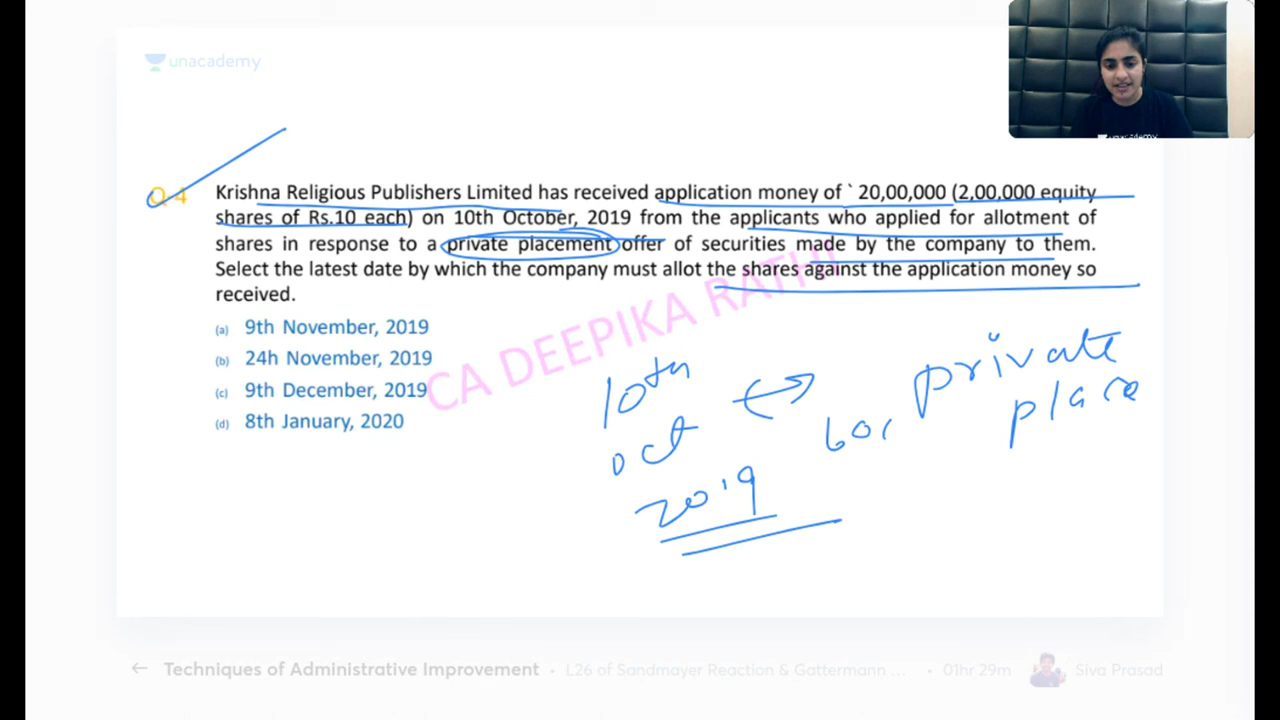 unacademy
Q.4 Krishna Religious Publishers Limited has received application money of ` 20,00,000 (2,00,000 equity
shares of Rs.10 each) on 10th October, 2019 from the applicants who applied for allotment of
shares in response to a private placement offer of securities made by the company to them.
Select the latest date by which the company must allot the shares against the application money so
received.
(a) 9th November, 2019
(b) 24h November, 2019
(c) 9th December, 2019
(d) 8th January, 2020
CA DEEPIKA RATHI
10th
oct
2019
private
place
unacademy
← Techniques of Administrative Improvement • L26 of Sandmayer Reaction & Gattermann ... • 01hr 29m Siva Prasad